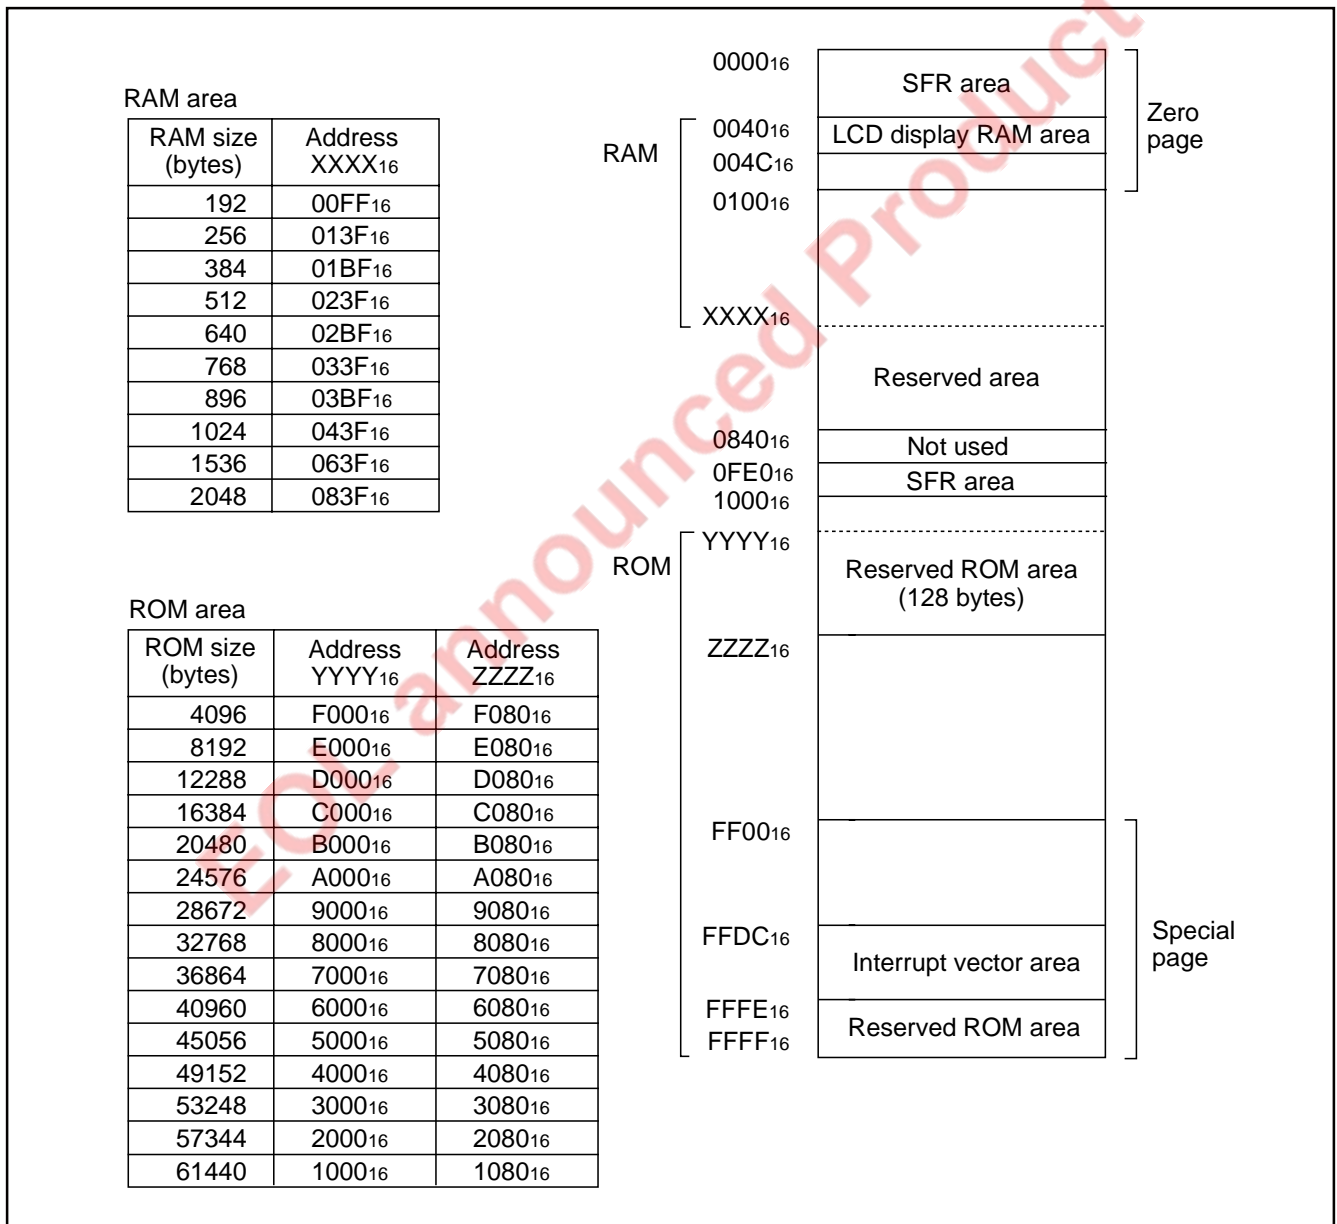 RAM area
RAM size (bytes) Address XXXX16
192 00FF16
256 013F16
384 01BF16
512 023F16
640 02BF16
768 033F16
896 03BF16
1024 043F16
1536 063F16
2048 083F16
ROM area
ROM size (bytes) Address YYYY16 Address ZZZZ16
4096 F00016 F08016
8192 E00016 E08016
12288 D00016 D08016
16384 C00016 C08016
20480 B00016 B08016
24576 A00016 A08016
28672 900016 908016
32768 800016 808016
36864 700016 708016
40960 600016 608016
45056 500016 508016
49152 400016 408016
53248 300016 308016
57344 200016 208016
61440 100016 108016
RAM
ROM
000016
SFR area
004016
LCD display RAM area
004C16
Zero page
010016
XXXX16
Reserved area
084016
Not used
0FE016
SFR area
100016
YYYY16
Reserved ROM area
(128 bytes)
ZZZZ16
FF0016
FFDC16
Interrupt vector area
Special page
FFFE16
Reserved ROM area
FFFF16
EOL announced Product